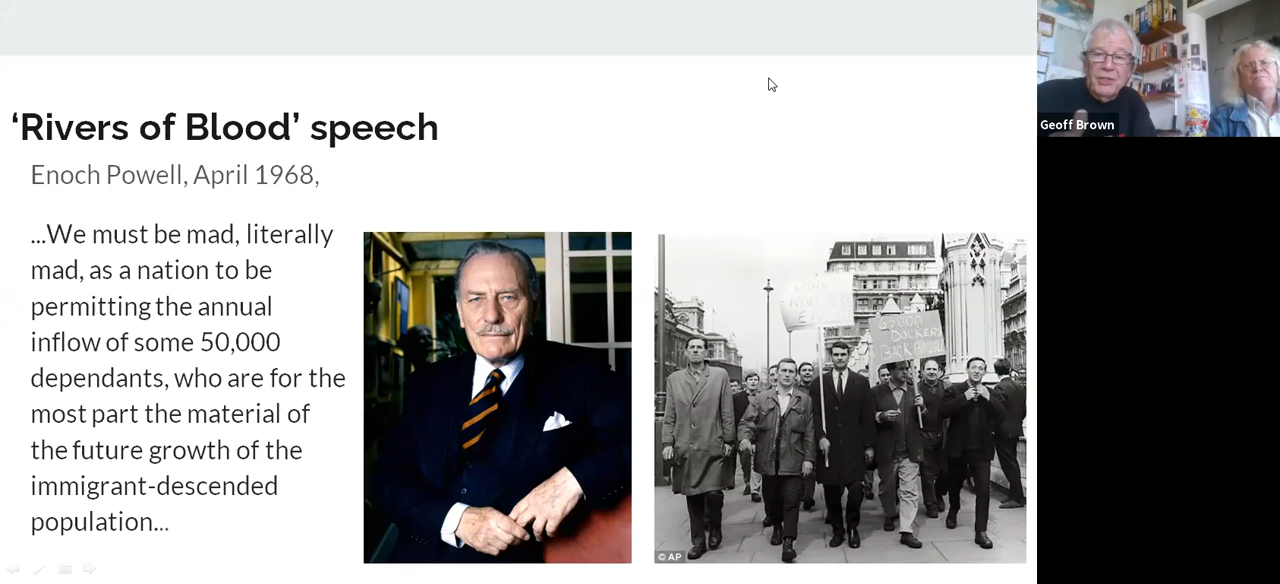 ‘Rivers of Blood’ speech
Enoch Powell, April 1968,
...We must be mad, literally
mad, as a nation to be
permitting the annual
inflow of some 50,000
dependants, who are for the
most part the material of
the future growth of the
immigrant-descended
population...
DOCKERS
BACK
© AP
Geoff Brown